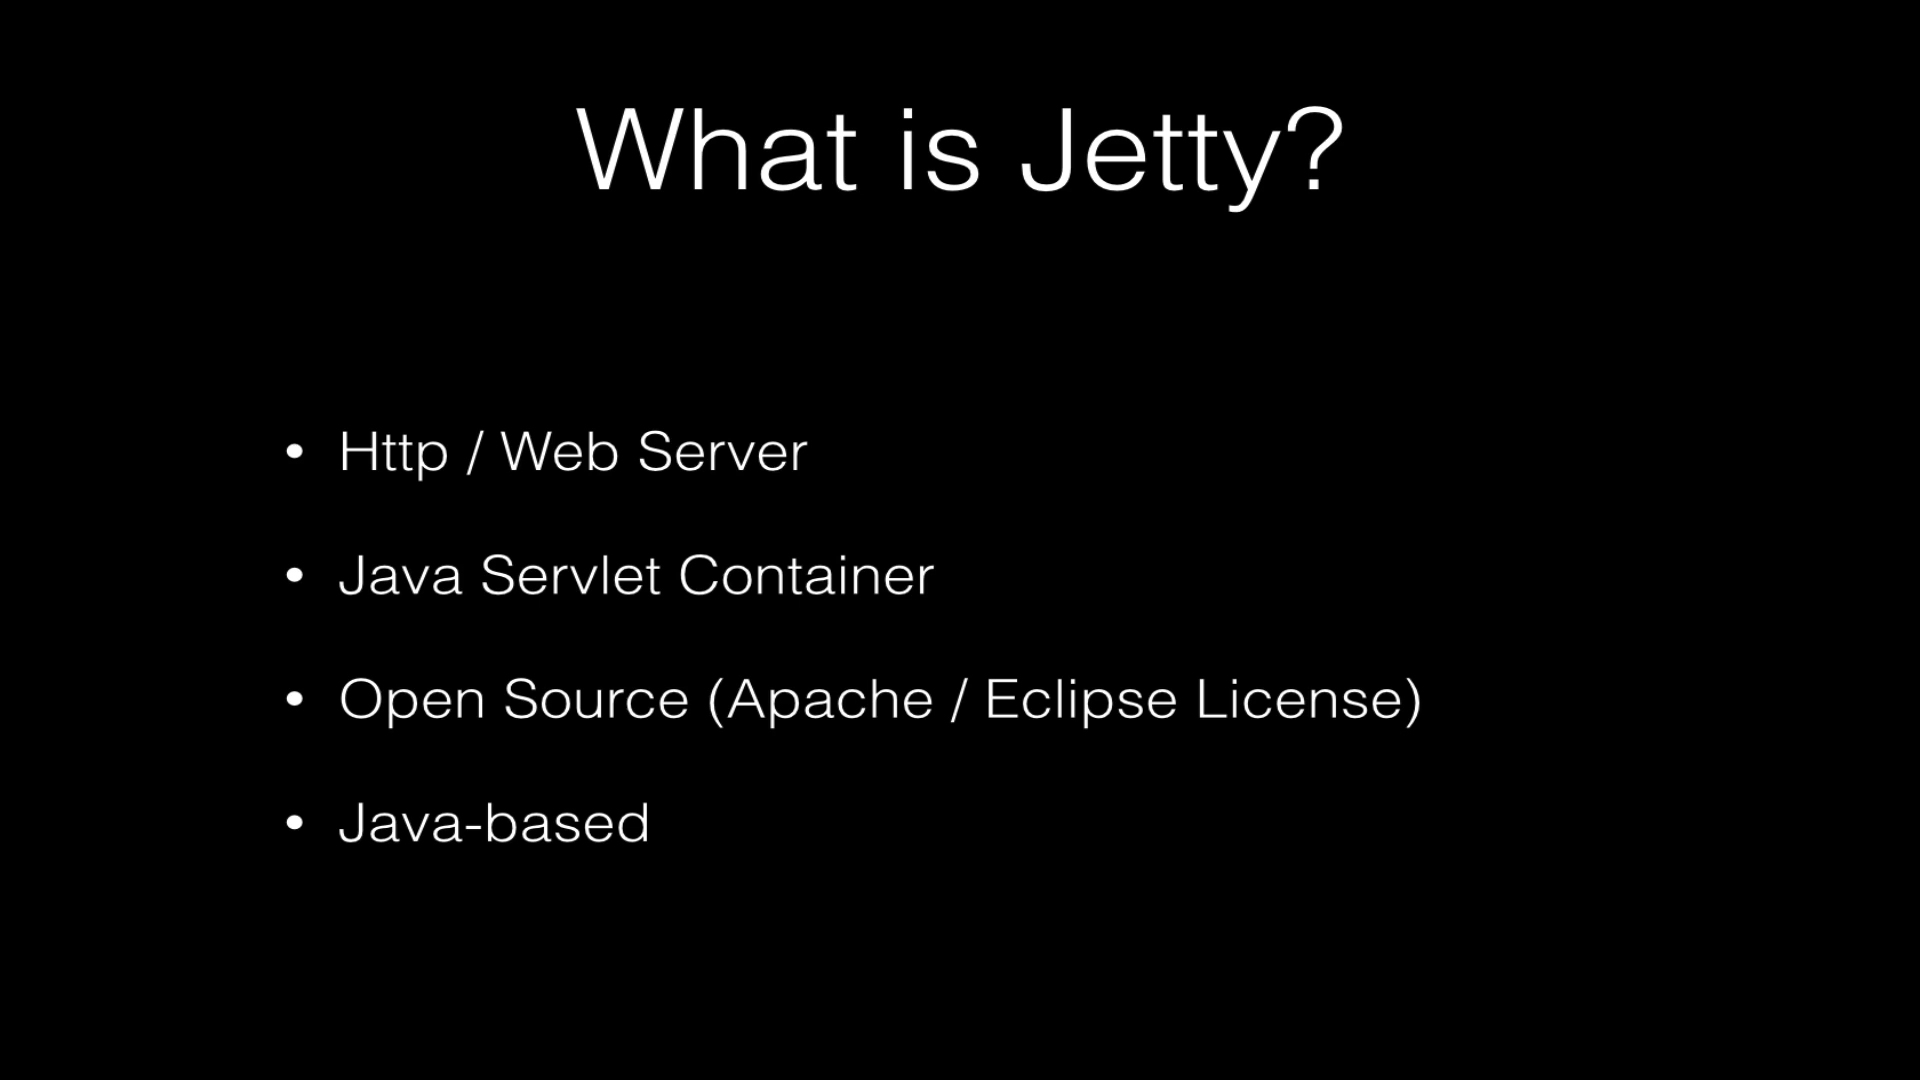 What is Jetty?
• Http / Web Server
• Java Servlet Container
• Open Source (Apache / Eclipse License)
• Java-based